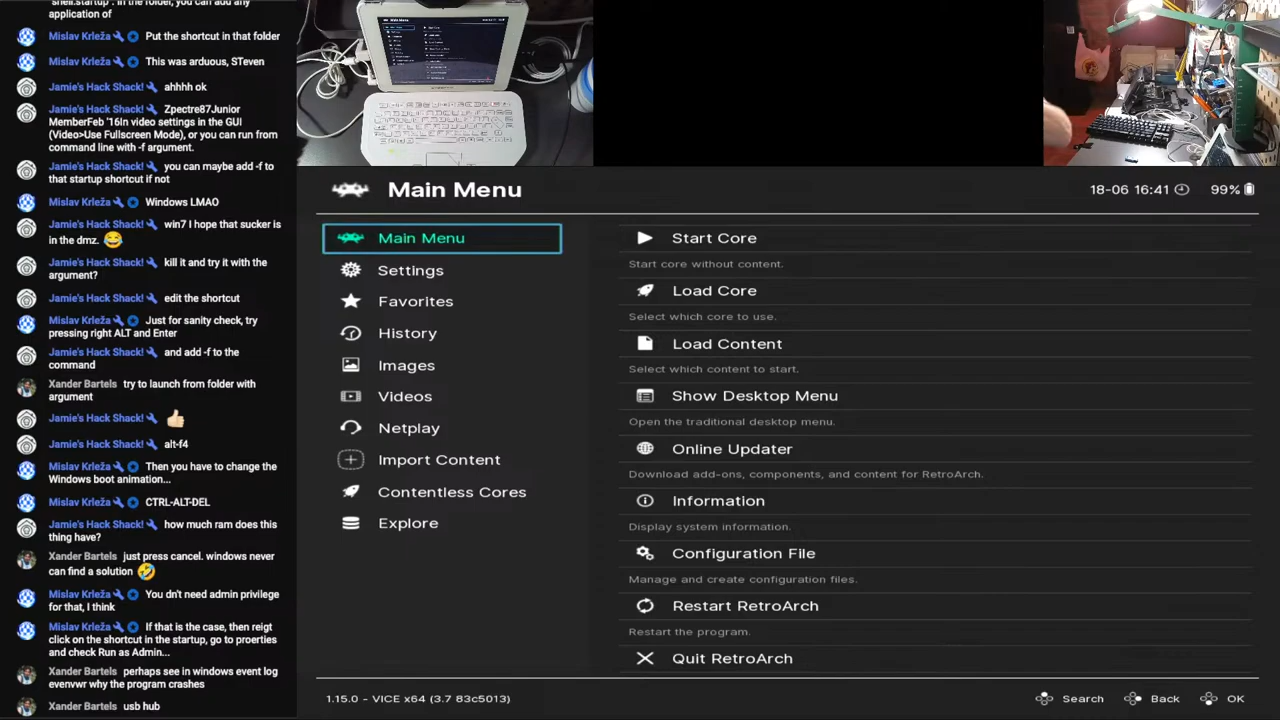 shell:startup". In the folder, you can add any
application of
Mislav Krleža Put the shortcut in that folder
Mislav Krleža This was arduous, STeven
Jamie's Hack Shack! ahhhh ok
Jamie's Hack Shack! Zpectre87Junior
MemberFeb '16In video settings in the GUI
(Video-Use Fullscreen Mode), or you can run from
command line with -f argument.
Jamie's Hack Shack! you can maybe add -f to
that startup shortcut if not
Mislav Krleža Windows LMAO
Jamie's Hack Shack! win7 I hope that sucker is
in the dmz. 😂
Jamie's Hack Shack! kill it and try it with the
argument?
Jamie's Hack Shack! edit the shortcut
Mislav Krleža Just for sanity check, try
pressing right ALT and Enter
Jamie's Hack Shack! and add -f to the
command
Xander Bartels try to launch from folder with
argument
Jamie's Hack Shack! 👍🏻
Jamie's Hack Shack! alt-f4
Mislav Krleža Then you have to change the
Windows boot animation...
Mislav Krleža CTRL-ALT-DEL
Jamie's Hack Shack! how much ram does this
thing have?
Xander Bartels just press cancel. windows never
can find a solution 🤣
Mislav Krleža You dn't need admin privilege
for that, I think
Mislav Krleža If that is the case, then reigt
click on the shortcut in the startup, go to proerties
and check Run as Admin...
Xander Bartels perhaps see in windows event log
evenvwr why the program crashes
Xander Bartels usb hub
Main Menu
18-06 16:41 99%
Main Menu
Settings
Favorites
History
Images
Videos
Netplay
Import Content
Contentless Cores
Explore
Start Core
Start core without content.
Load Core
Select which core to use.
Load Content
Select which content to start.
Show Desktop Menu
Open the traditional desktop menu.
Online Updater
Download add-ons, components, and content for RetroArch.
Information
Display system information.
Configuration File
Manage and create configuration files.
Restart RetroArch
Restart the program.
Quit RetroArch
1.15.0 - VICE x64 (3.7 83c5013)
Search Back OK